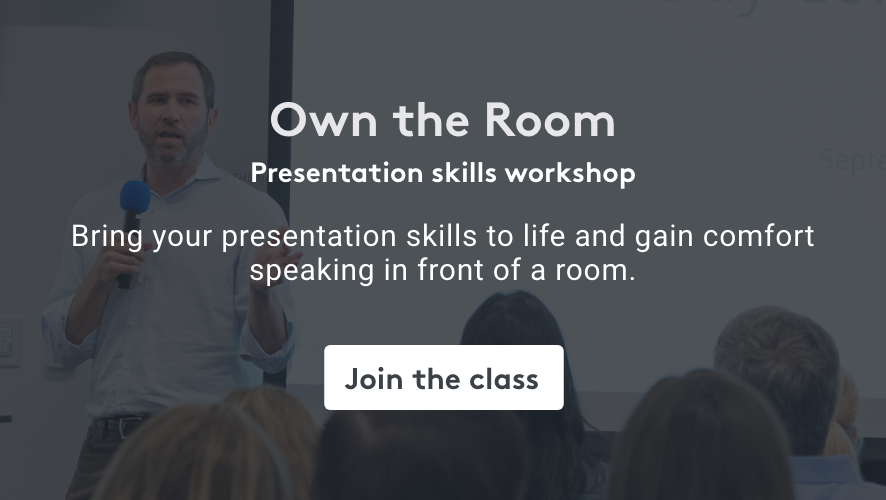 Own the Room
Presentation skills workshop
Bring your presentation skills to life and gain comfort
speaking in front of a room.
Join the class